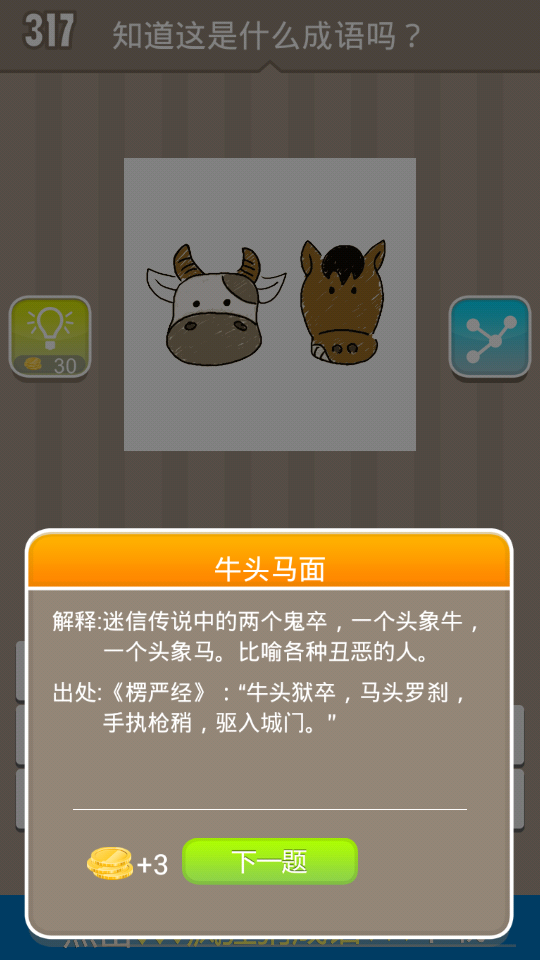 317
知道这是什么成语吗？
30
牛头马面
解释:迷信传说中的两个鬼卒，一个头象牛，
一个头象马。比喻各种丑恶的人。
出处:《楞严经》：“牛头狱卒，马头罗刹，
手执枪矟，驱入城门。”
+3
下一题